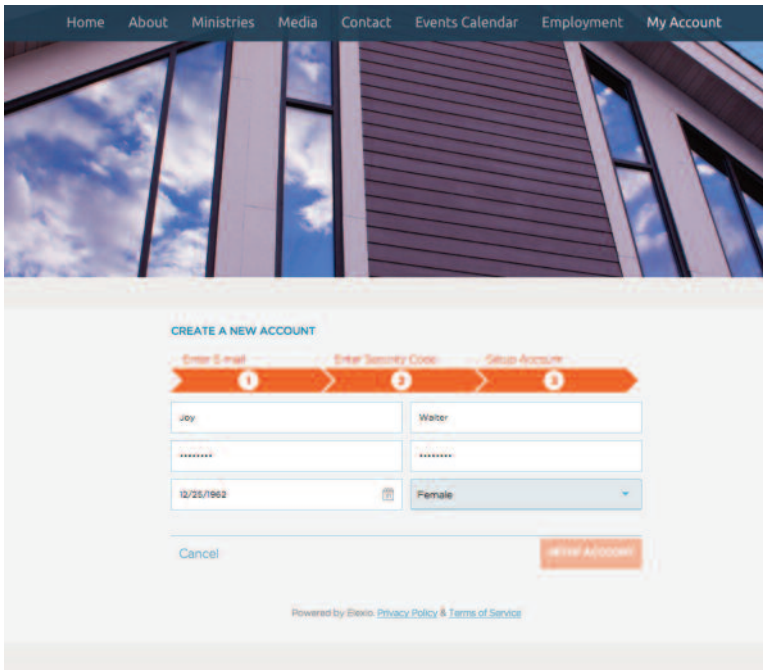 Home About Ministries Media Contact Events Calendar Employment My Account
CREATE A NEW ACCOUNT
Enter E-mail Enter Security Code Setup Account
1 2 3
Joy Walter
•••••••• ••••••••
12/25/1962 Female
Cancel SETUP ACCOUNT
Powered by Elexio. Privacy Policy & Terms of Service